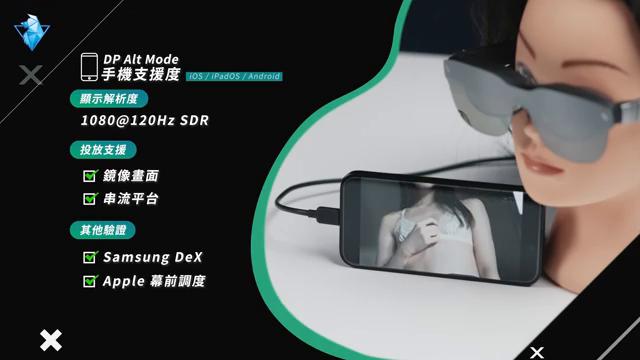 DP Alt Mode
手機支援度 iOS / iPadOS / Android
顯示解析度
1080@120Hz SDR
投放支援
鏡像畫面
串流平台
其他驗證
Samsung DeX
Apple 幕前調度